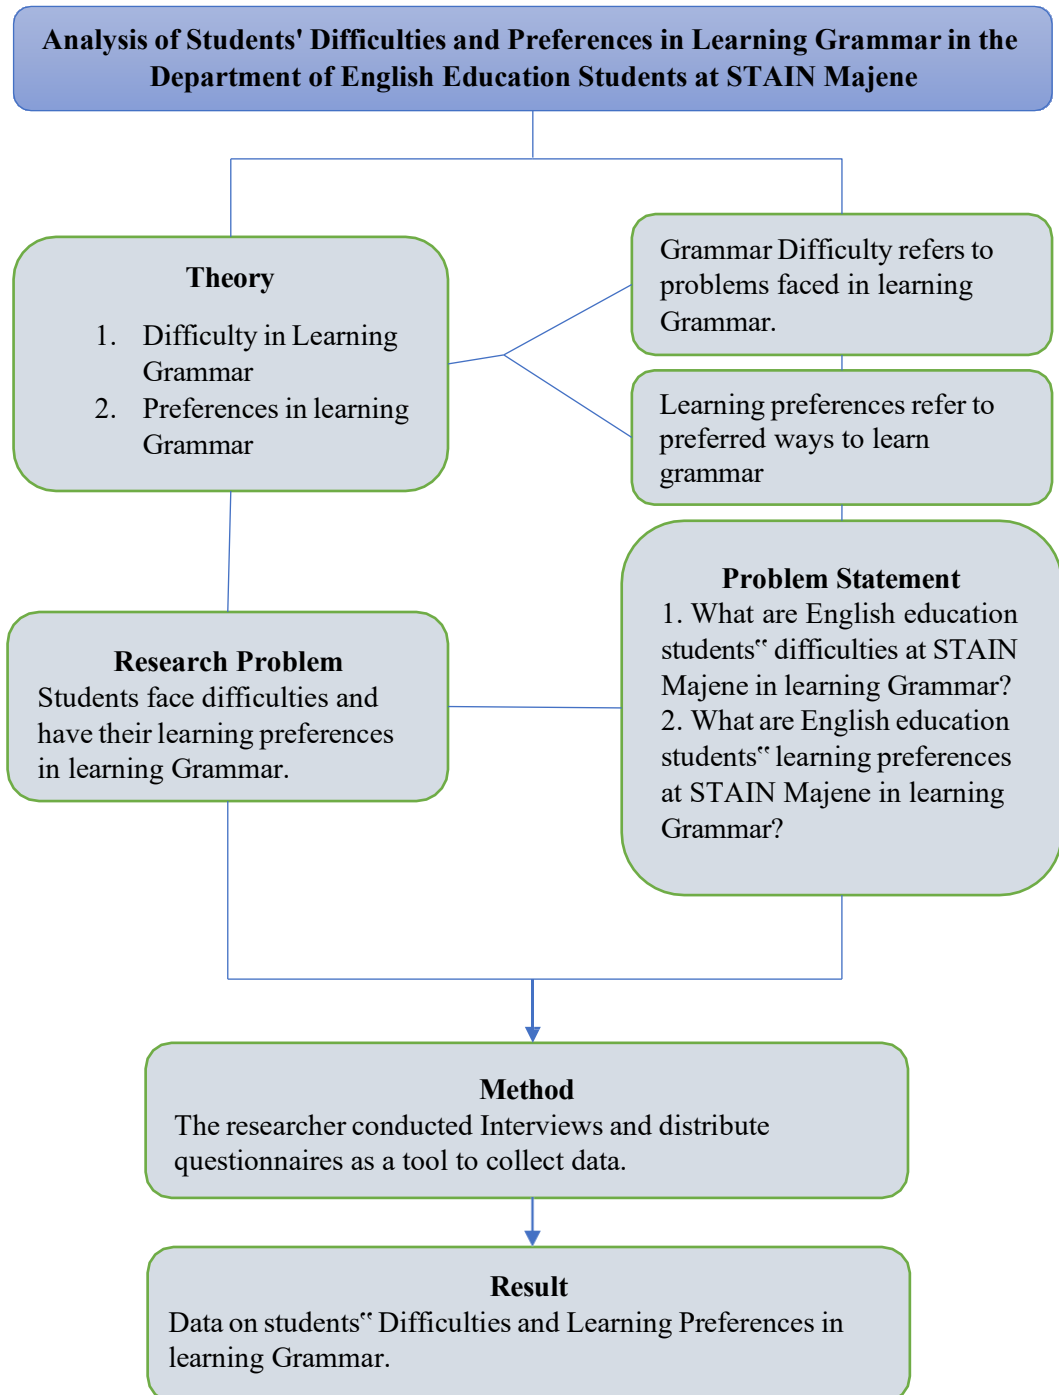 Analysis of Students' Difficulties and Preferences in Learning Grammar in the
Department of English Education Students at STAIN Majene
Theory
1. Difficulty in Learning
Grammar
2. Preferences in learning
Grammar
Grammar Difficulty refers to
problems faced in learning
Grammar.
Learning preferences refer to
preferred ways to learn
grammar
Research Problem
Students face difficulties and
have their learning preferences
in learning Grammar.
Problem Statement
1. What are English education
students‟ difficulties at STAIN
Majene in learning Grammar?
2. What are English education
students‟ learning preferences
at STAIN Majene in learning
Grammar?
Method
The researcher conducted Interviews and distribute
questionnaires as a tool to collect data.
Result
Data on students‟ Difficulties and Learning Preferences in
learning Grammar.